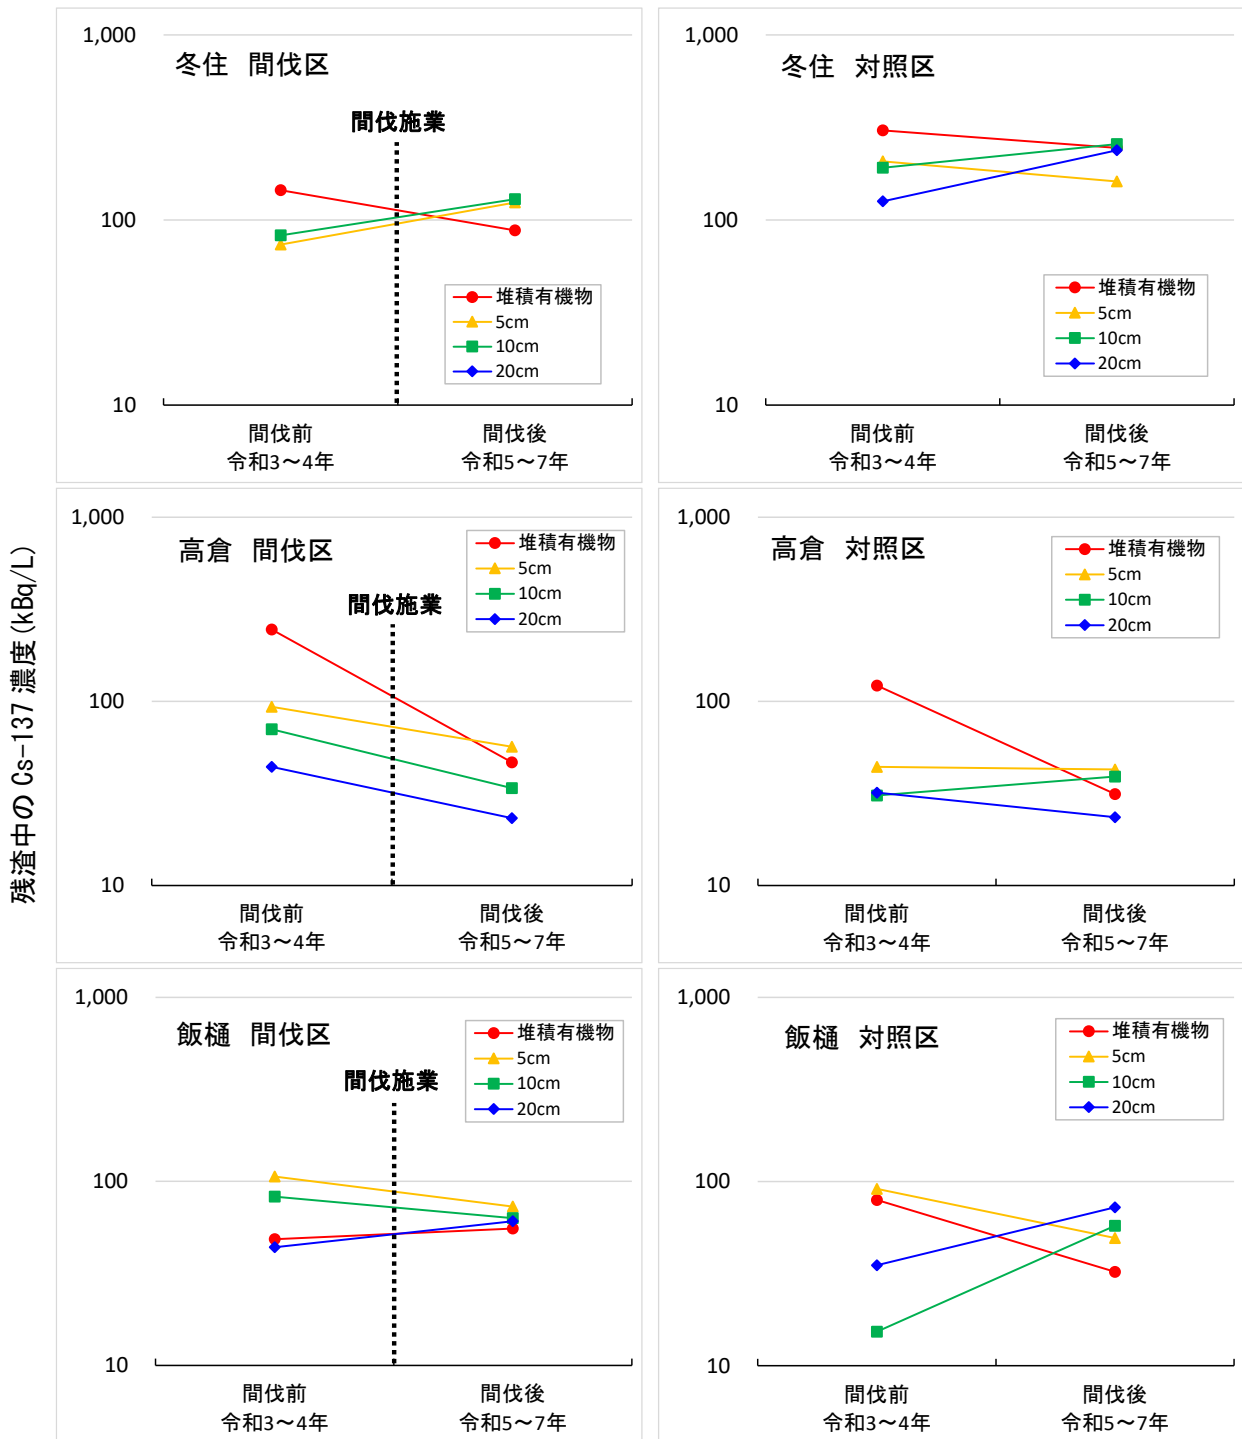 残渣中の Cs-137 濃度(kBq/L)
1,000
冬住 間伐区
間伐施業
100
堆積有機物
5cm
10cm
20cm
10
間伐前
令和3～4年
間伐後
令和5～7年
1,000
冬住 対照区
100
堆積有機物
5cm
10cm
20cm
10
間伐前
令和3～4年
間伐後
令和5～7年
1,000
高倉 間伐区
堆積有機物
5cm
10cm
20cm
間伐施業
100
10
間伐前
令和3～4年
間伐後
令和5～7年
1,000
高倉 対照区
堆積有機物
5cm
10cm
20cm
100
10
間伐前
令和3～4年
間伐後
令和5～7年
1,000
飯樋 間伐区
堆積有機物
5cm
10cm
20cm
間伐施業
100
10
間伐前
令和3～4年
間伐後
令和5～7年
1,000
飯樋 対照区
堆積有機物
5cm
10cm
20cm
100
10
間伐前
令和3～4年
間伐後
令和5～7年